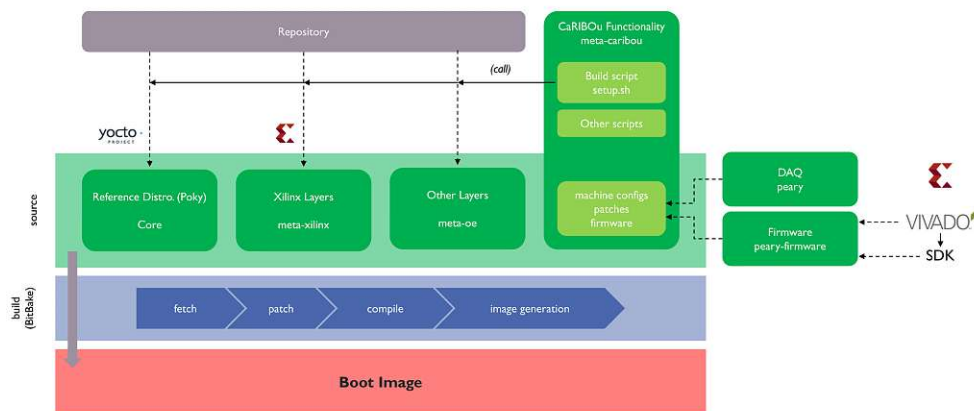 Repository
CaRIBOu Functionality
meta-caribou
(call)
Build script
setup.sh
Other scripts
yocto
PROJECT
source
Reference Distro. (Poky)
Core
Xilinx Layers
meta-xilinx
Other Layers
meta-oe
machine configs
patches
firmware
DAQ
peary
Firmware
peary-firmware
VIVADO
SDK
build
(BitBake)
fetch
patch
compile
image generation
Boot Image